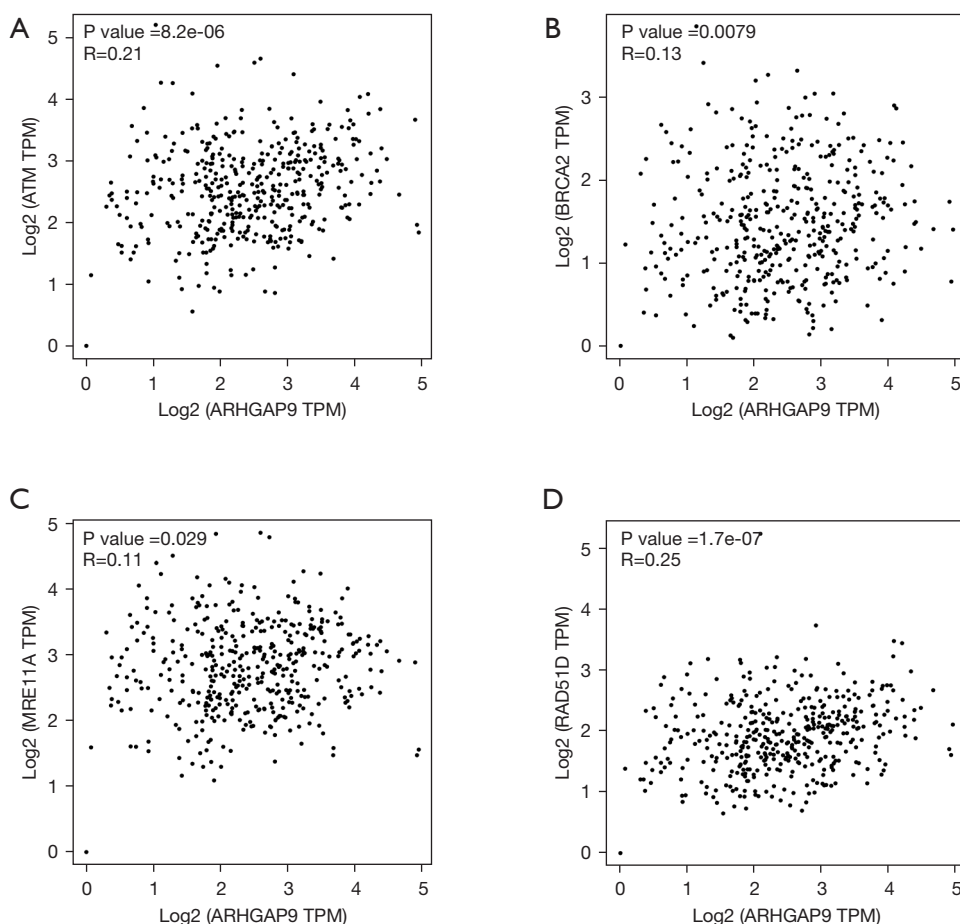 A
P value =8.2e-06
R=0.21
5
4
3
2
1
0
Log2 (ATM TPM)
0 1 2 3 4 5
Log2 (ARHGAP9 TPM)
B
P value =0.0079
R=0.13
3
2
1
0
Log2 (BRCA2 TPM)
0 1 2 3 4 5
Log2 (ARHGAP9 TPM)
C
P value =0.029
R=0.11
5
4
3
2
1
0
Log2 (MRE11A TPM)
0 1 2 3 4 5
Log2 (ARHGAP9 TPM)
D
P value =1.7e-07
R=0.25
5
4
3
2
1
0
Log2 (RAD51D TPM)
0 1 2 3 4 5
Log2 (ARHGAP9 TPM)